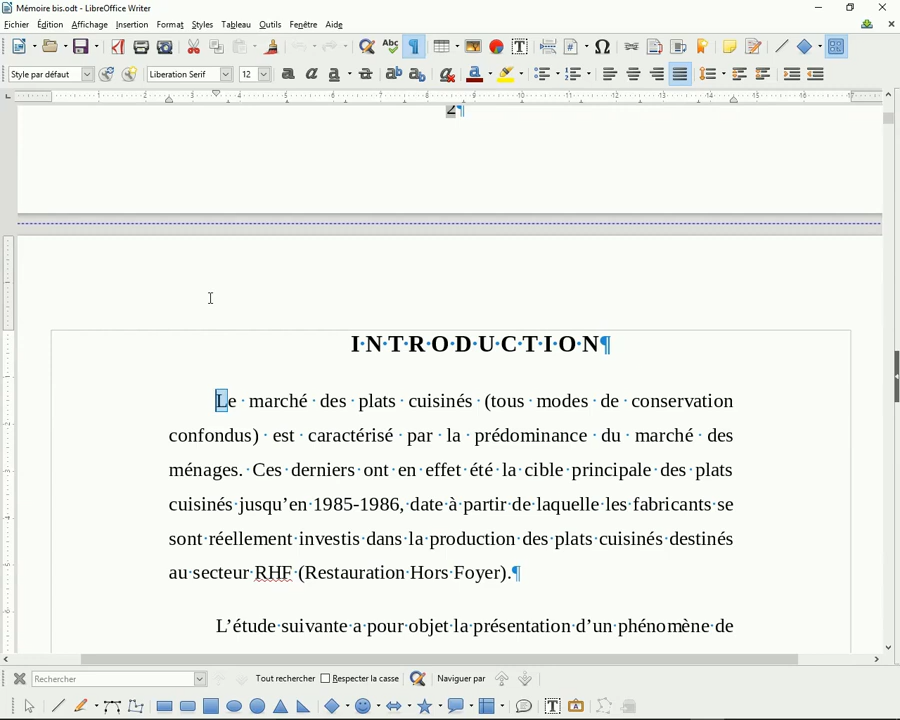 Mémoire bis.odt - LibreOffice Writer
Fichier Édition Affichage Insertion Format Styles Tableau Outils Fenêtre Aide
Style par défaut Liberation Serif 12
2¶
I·N·T·R·O·D·U·C·T·I·O·N¶
Le · marché · des · plats · cuisinés · (tous · modes · de · conservation
confondus) · est · caractérisé · par · la · prédominance · du · marché · des
ménages. · Ces · derniers · ont · en · effet · été · la · cible · principale · des · plats
cuisinés·jusqu’en·1985-1986,·date·à·partir·de·laquelle·les·fabricants·se
sont·réellement·investis·dans·la·production·des·plats·cuisinés·destinés
au·secteur·RHF·(Restauration·Hors·Foyer).¶
L’étude·suivante·a·pour·objet·la·présentation·d’un·phénomène·de
Rechercher Tout rechercher Respecter la casse Naviguer par